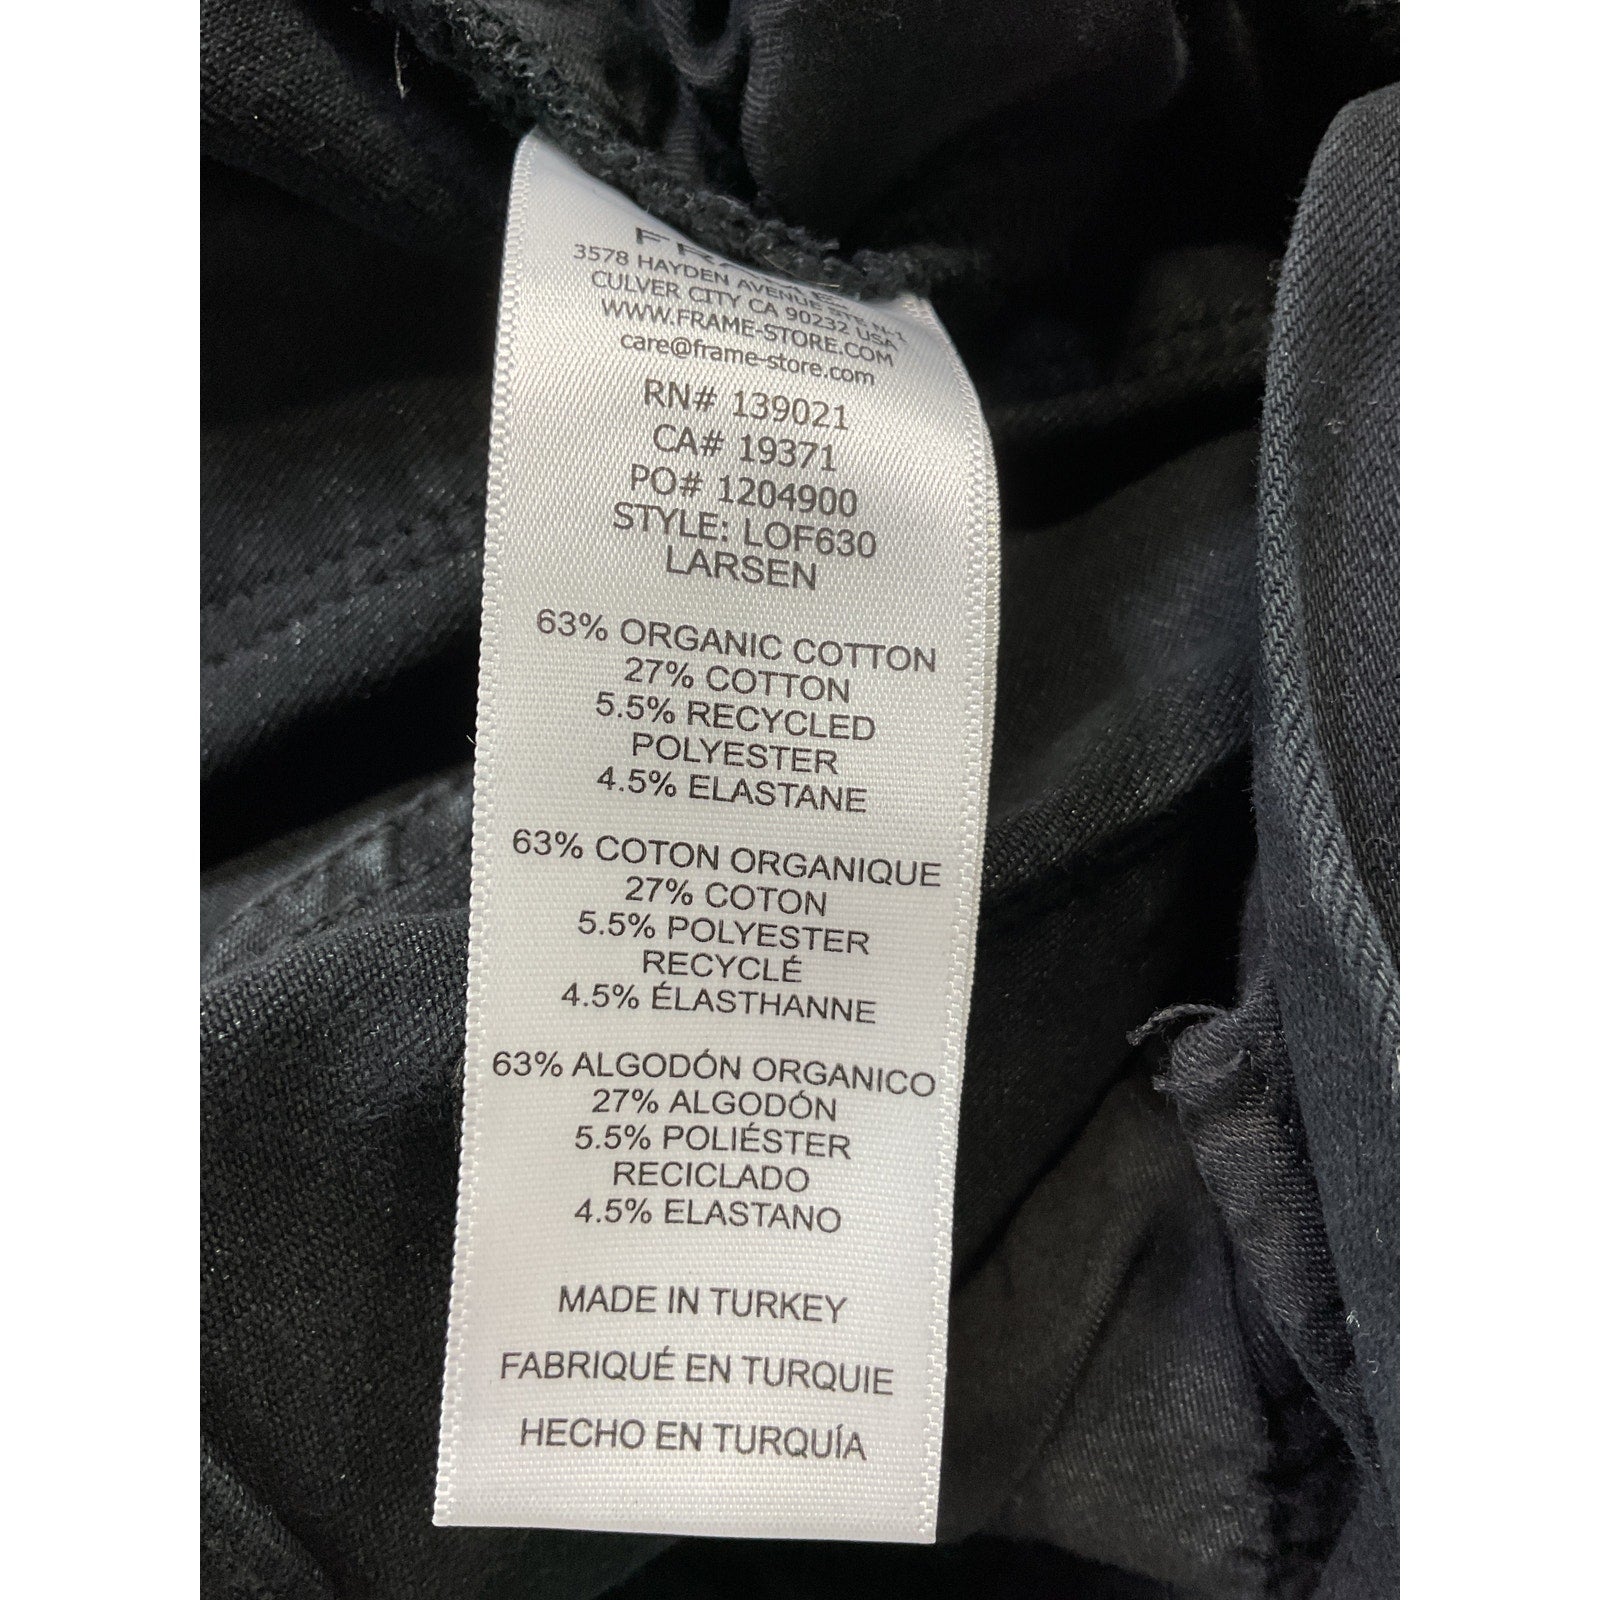 FRAME
3578 HAYDEN AVENUE STE N-1
CULVER CITY CA 90232 USA
WWW.FRAME-STORE.COM
care@frame-store.com
RN# 139021
CA# 19371
PO# 1204900
STYLE: LOF630
LARSEN
63% ORGANIC COTTON
27% COTTON
5.5% RECYCLED
POLYESTER
4.5% ELASTANE
63% COTON ORGANIQUE
27% COTON
5.5% POLYESTER
RECYCLÉ
4.5% ÉLASTHANNE
63% ALGODÓN ORGANICO
27% ALGODÓN
5.5% POLIÉSTER
RECICLADO
4.5% ELASTANO
MADE IN TURKEY
FABRIQUÉ EN TURQUIE
HECHO EN TURQUÍA